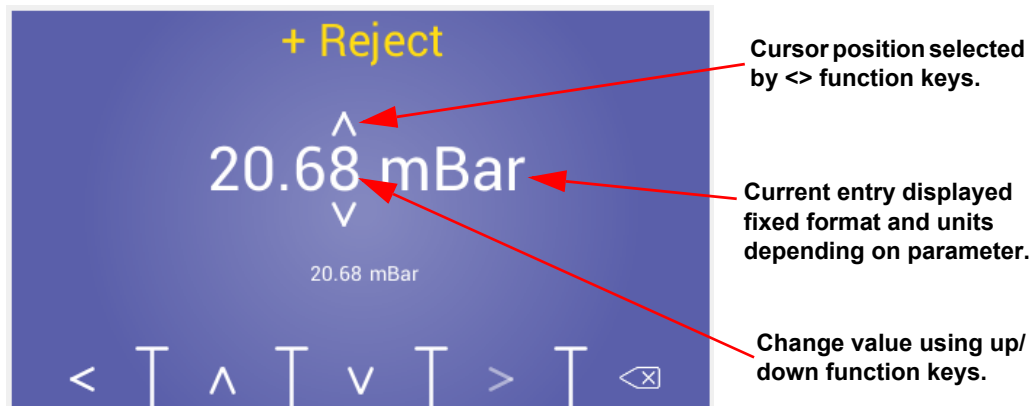 + Reject
20.68 mBar
20.68 mBar
Cursor position selected
by <> function keys.
Current entry displayed
fixed format and units
depending on parameter.
Change value using up/
down function keys.